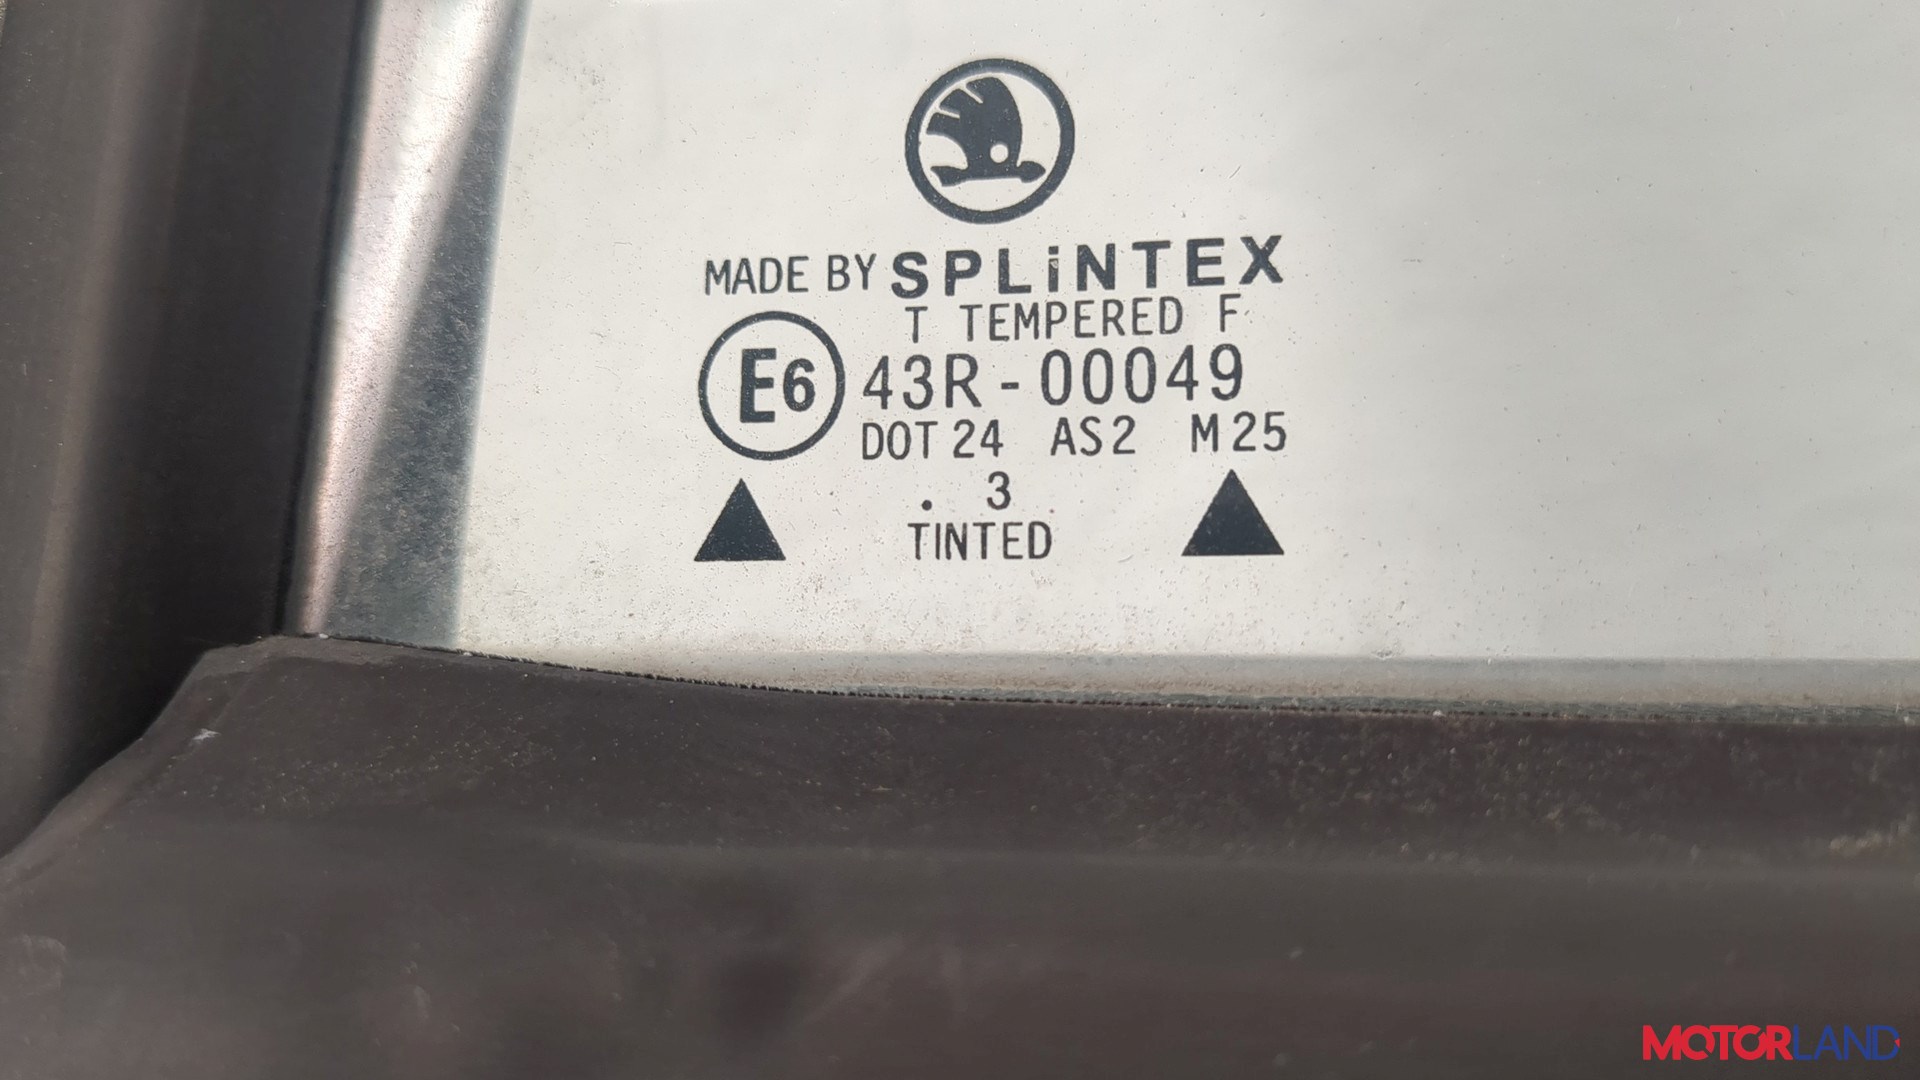 MADE BY SPLiNTEX
T TEMPERED F
E6 43R-00049
DOT 24 AS2 M25
. 3
TINTED
MOTORLAND